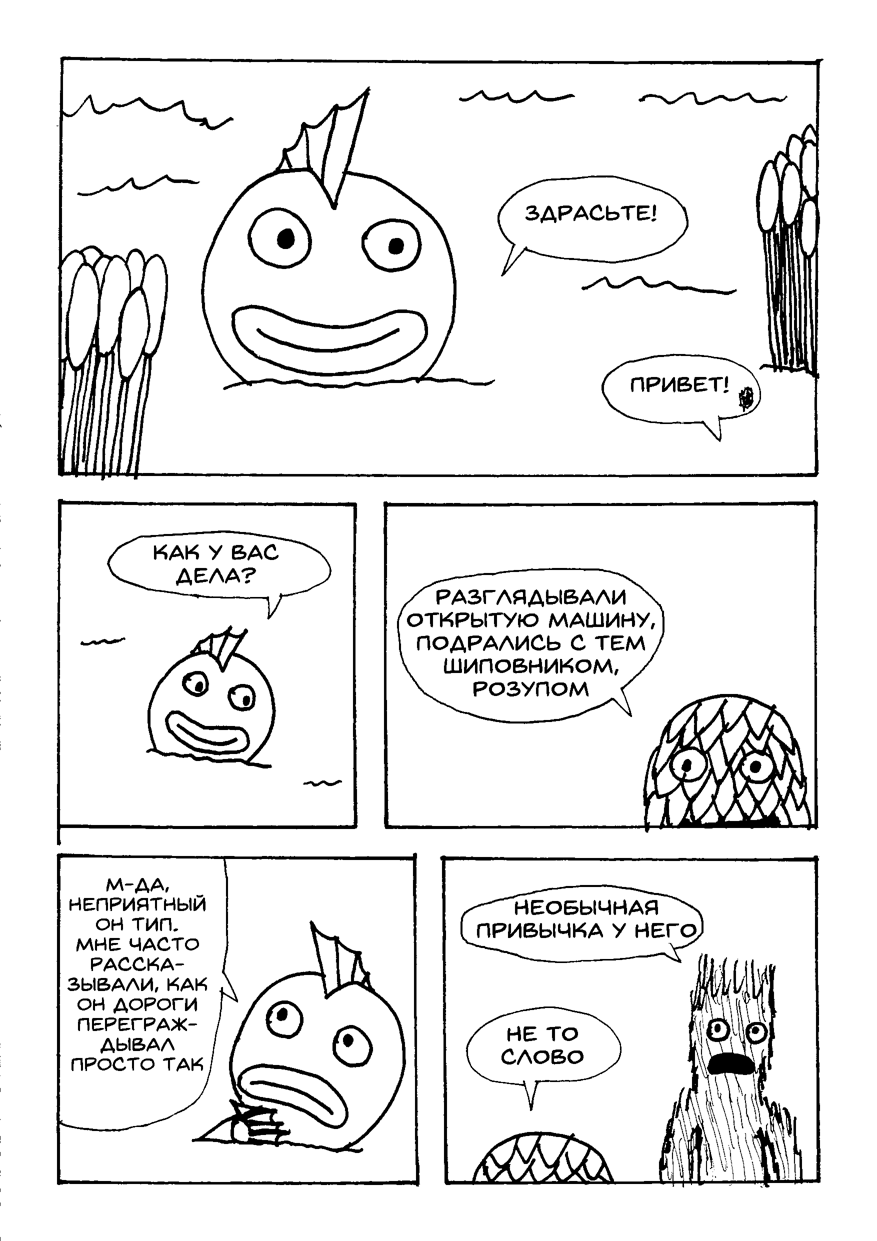 ЗДРАСЬТЕ!
ПРИВЕТ!
КАК У ВАС
ДЕЛА?
РАЗГЛЯДЫВАЛИ
ОТКРЫТУЮ МАШИНУ,
ПОДРАЛИСЬ С ТЕМ
ШИПОВНИКОМ,
РОЗУПОМ
М-ДА,
НЕПРИЯТНЫЙ
ОН ТИП.
МНЕ ЧАСТО
РАССКА-
ЗЫВАЛИ, КАК
ОН ДОРОГИ
ПЕРЕГРАЖ-
ДЫВАЛ
ПРОСТО ТАК
НЕОБЫЧНАЯ
ПРИВЫЧКА У НЕГО
НЕ ТО
СЛОВО